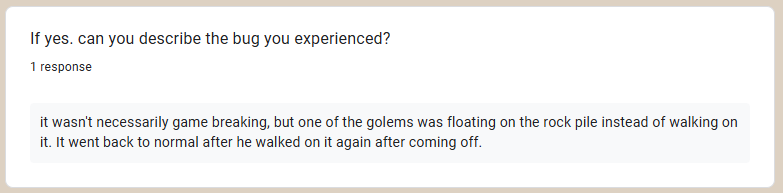 If yes. can you describe the bug you experienced?
1 response
it wasn't necessarily game breaking, but one of the golems was floating on the rock pile instead of walking on
it. It went back to normal after he walked on it again after coming off.